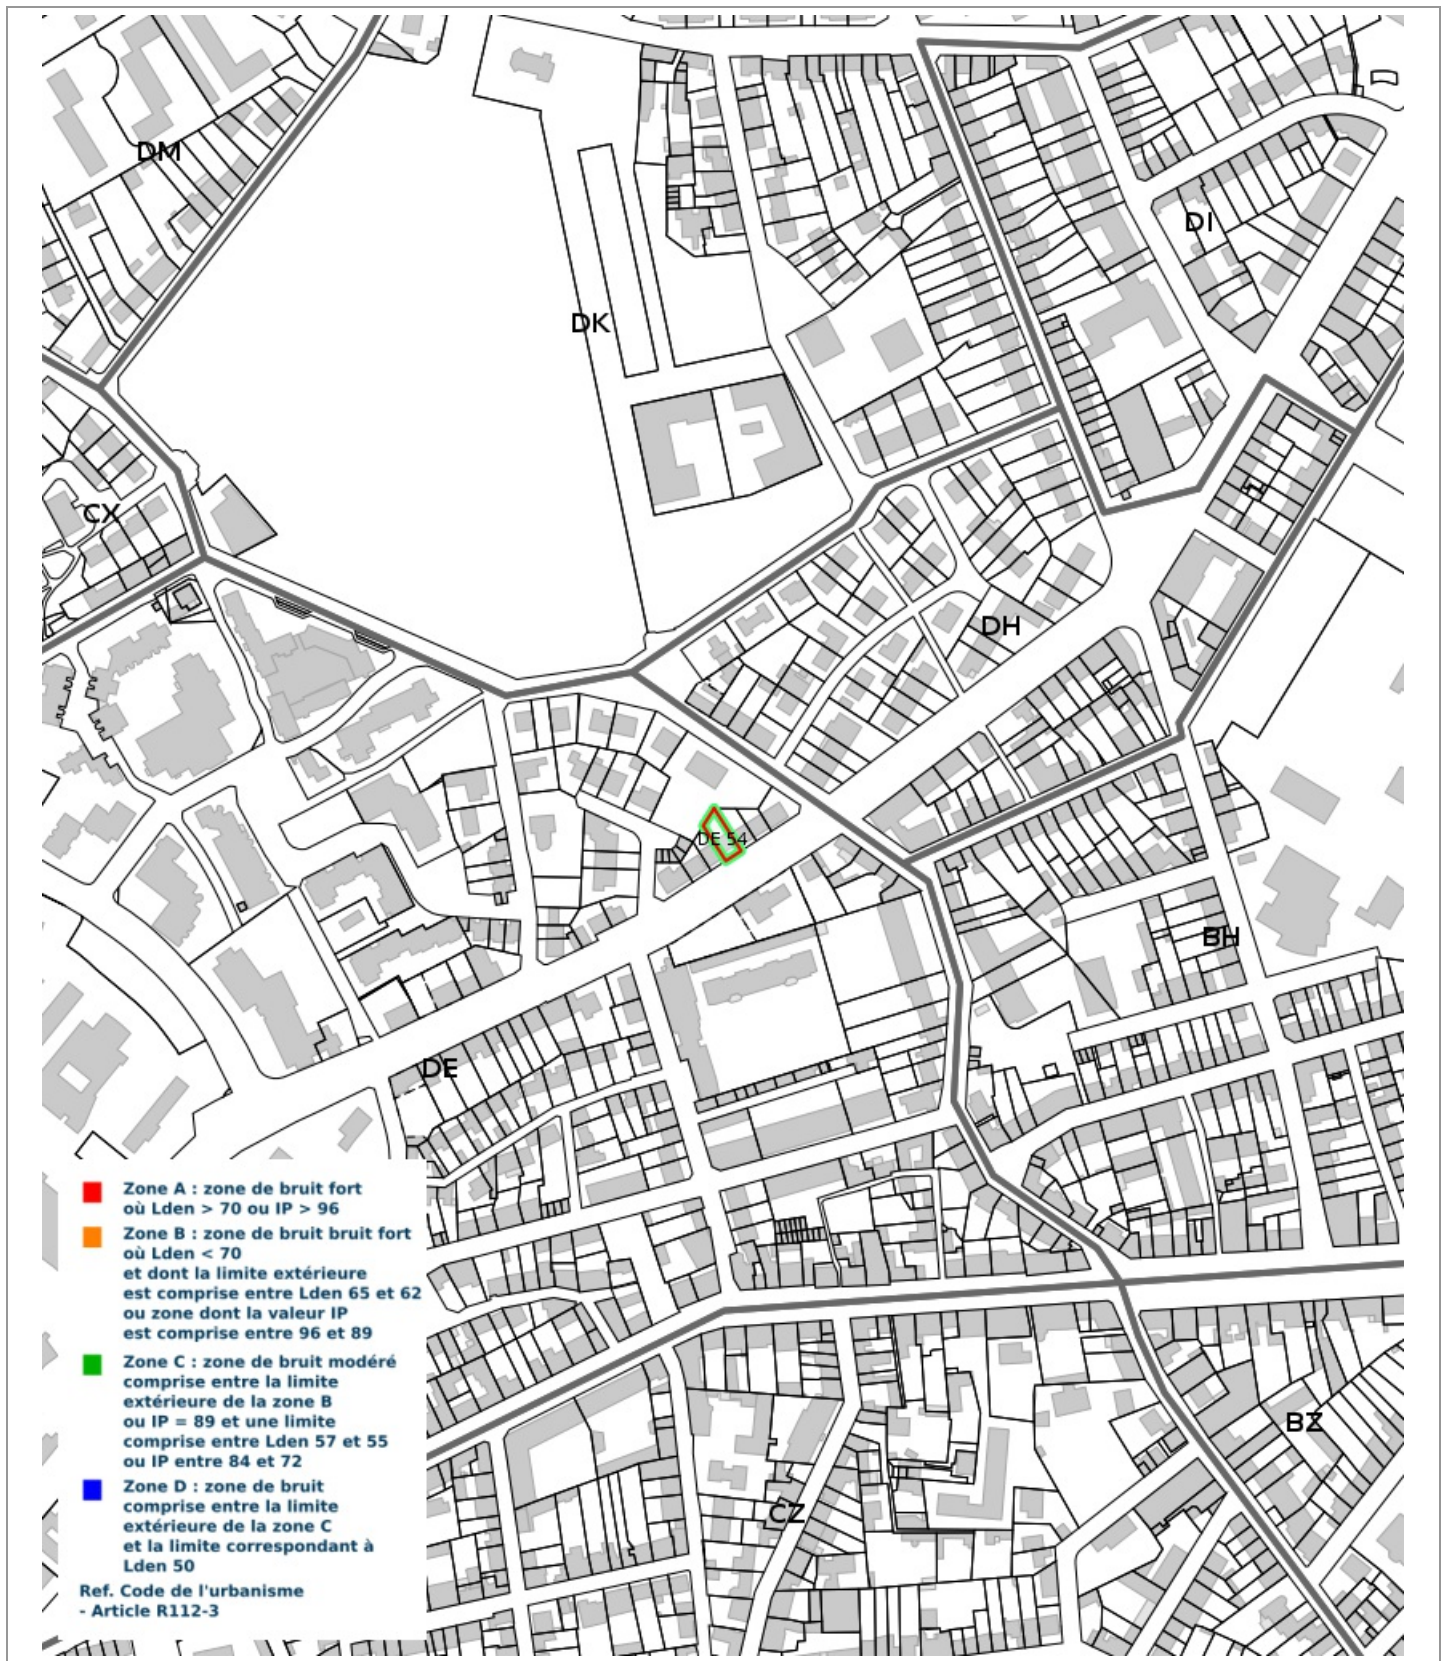 DM
DI
DK
CX
DH
DE 54
BH
DE
Zone A : zone de bruit fort
où Lden > 70 ou IP > 96
Zone B : zone de bruit bruit fort
où Lden < 70
et dont la limite extérieure
est comprise entre Lden 65 et 62
ou zone dont la valeur IP
est comprise entre 96 et 89
Zone C : zone de bruit modéré
comprise entre la limite
extérieure de la zone B
ou IP = 89 et une limite
comprise entre Lden 57 et 55
ou IP entre 84 et 72
Zone D : zone de bruit
comprise entre la limite
extérieure de la zone C
et la limite correspondant à
Lden 50
Ref. Code de l'urbanisme
- Article R112-3
BZ
CZ